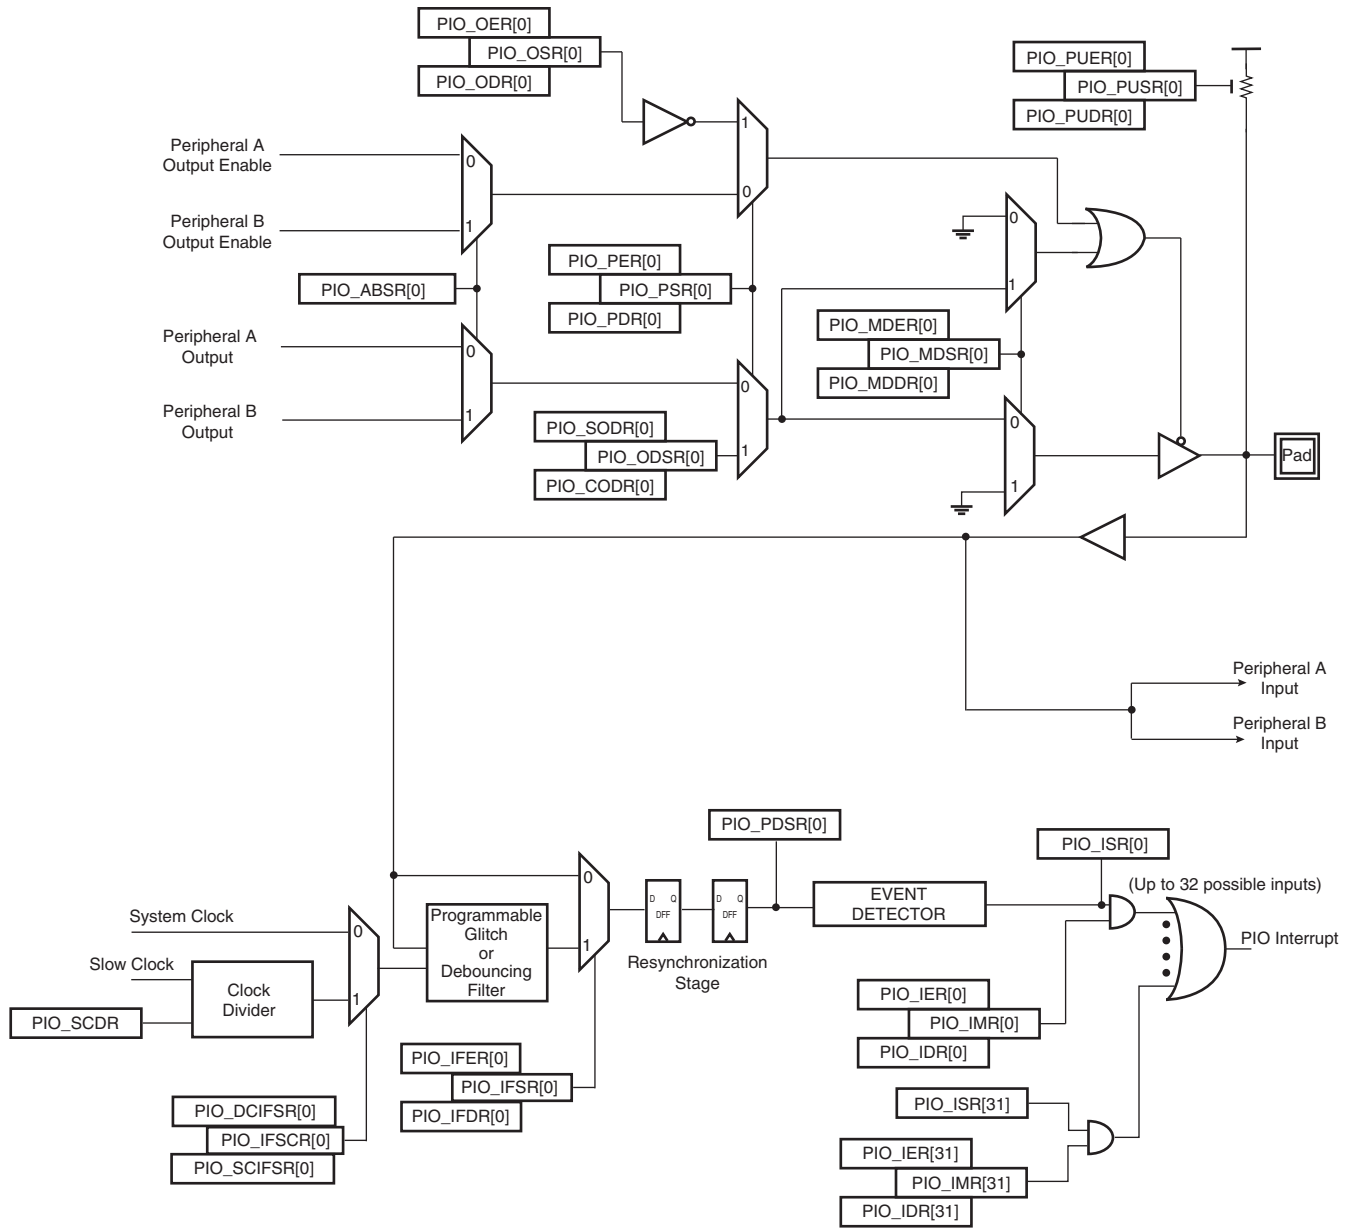 PIO_OER[0]
PIO_OSR[0]
PIO_ODR[0]
PIO_PUER[0]
PIO_PUSR[0]
PIO_PUDR[0]
1
0
Peripheral A
Output Enable
0
Peripheral B
Output Enable
1
0
1
PIO_ABSR[0]
PIO_PER[0]
PIO_PSR[0]
PIO_PDR[0]
PIO_MDER[0]
PIO_MDSR[0]
PIO_MDDR[0]
Peripheral A
Output
0
Peripheral B
Output
1
0
1
PIO_SODR[0]
PIO_ODSR[0]
PIO_CODR[0]
0
1
Pad
Peripheral A
Input
Peripheral B
Input
PIO_PDSR[0]
PIO_ISR[0]
(Up to 32 possible inputs)
0
1
D Q
DFF
D Q
DFF
Resynchronization
Stage
EVENT
DETECTOR
PIO Interrupt
System Clock
0
Slow Clock
1
Clock
Divider
Programmable
Glitch
or
Debouncing
Filter
PIO_SCDR
PIO_IER[0]
PIO_IMR[0]
PIO_IDR[0]
PIO_IFER[0]
PIO_IFSR[0]
PIO_IFDR[0]
PIO_DCIFSR[0]
PIO_IFSCR[0]
PIO_SCIFSR[0]
PIO_ISR[31]
PIO_IER[31]
PIO_IMR[31]
PIO_IDR[31]